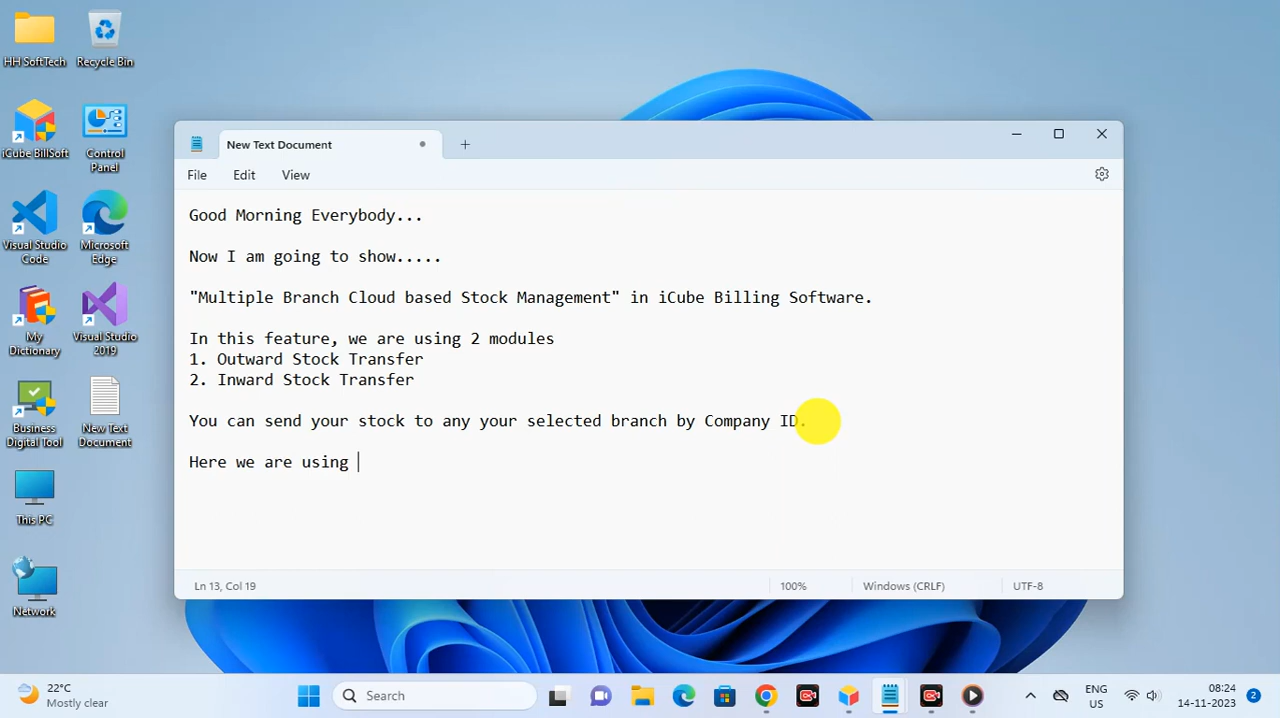 HH SoftTech
Recycle Bin
iCube BillSoft
Control Panel
Visual Studio Code
Microsoft Edge
My Dictionary
Visual Studio 2019
Business Digital Tool
New Text Document
This PC
Network
New Text Document
File Edit View
Good Morning Everybody...
Now I am going to show.....
"Multiple Branch Cloud based Stock Management" in iCube Billing Software.
In this feature, we are using 2 modules
1. Outward Stock Transfer
2. Inward Stock Transfer
You can send your stock to any your selected branch by Company ID.
Here we are using
Ln 13, Col 19
100%
Windows (CRLF)
UTF-8
22°C
Mostly clear
Search
ENG
US
08:24
14-11-2023
2